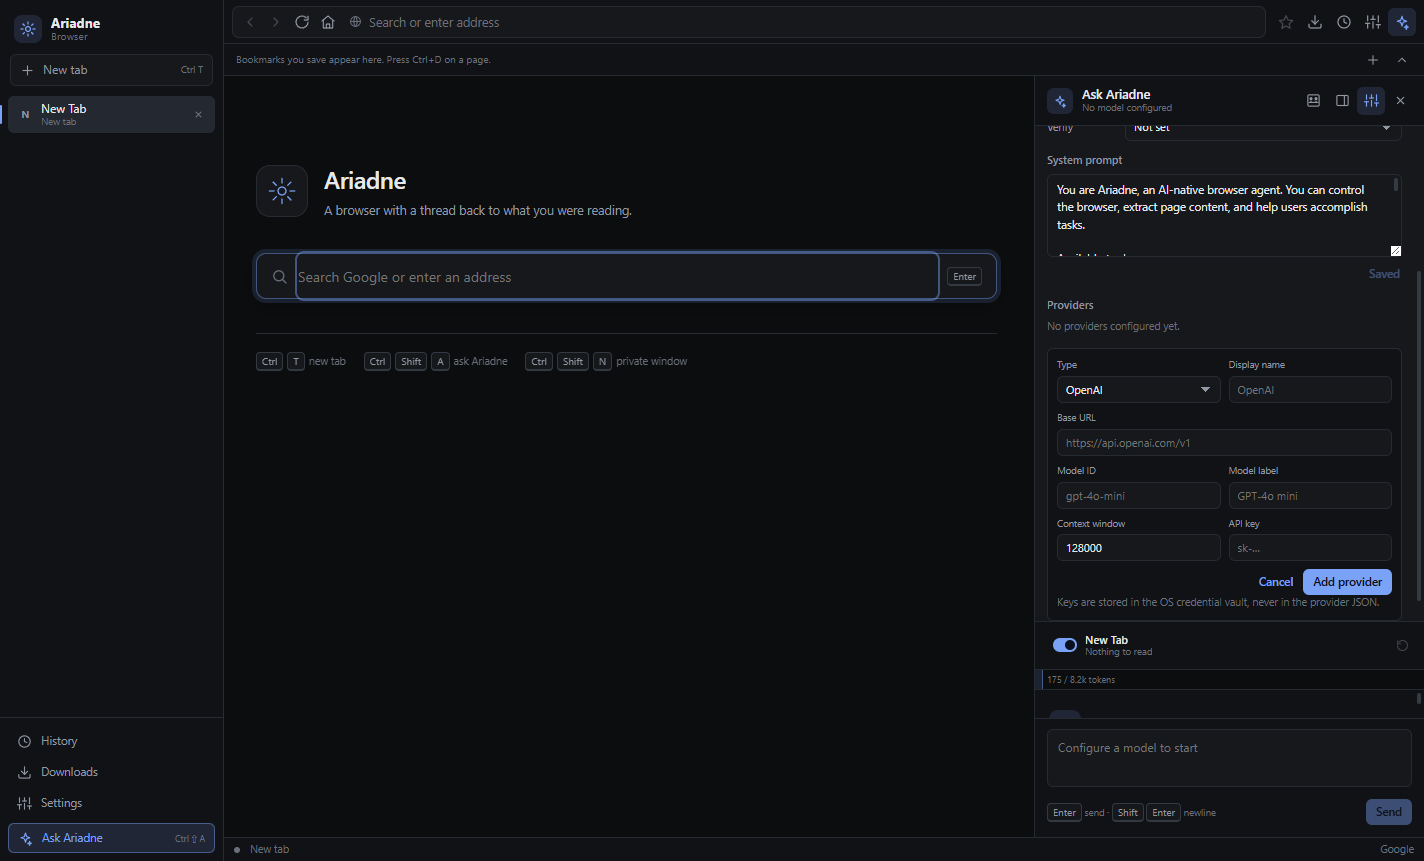 Ariadne
Browser
New tab
Ctrl T
N
New Tab
New tab
History
Downloads
Settings
Ask Ariadne
Ctrl ⇧ A
Search or enter address
Bookmarks you save appear here. Press Ctrl+D on a page.
Ariadne
A browser with a thread back to what you were reading.
Search Google or enter an address
Enter
Ctrl T new tab Ctrl Shift A ask Ariadne Ctrl Shift N private window
Ask Ariadne
No model configured
Verify
Not set
System prompt
You are Ariadne, an AI-native browser agent. You can control
the browser, extract page content, and help users accomplish
tasks.
Saved
Providers
No providers configured yet.
Type
Display name
OpenAI
OpenAI
Base URL
https://api.openai.com/v1
Model ID
Model label
gpt-4o-mini
GPT-4o mini
Context window
API key
128000
sk-...
Cancel
Add provider
Keys are stored in the OS credential vault, never in the provider JSON.
New Tab
Nothing to read
175 / 8.2k tokens
Configure a model to start
Enter send · Shift Enter newline
Send
New tab
Google